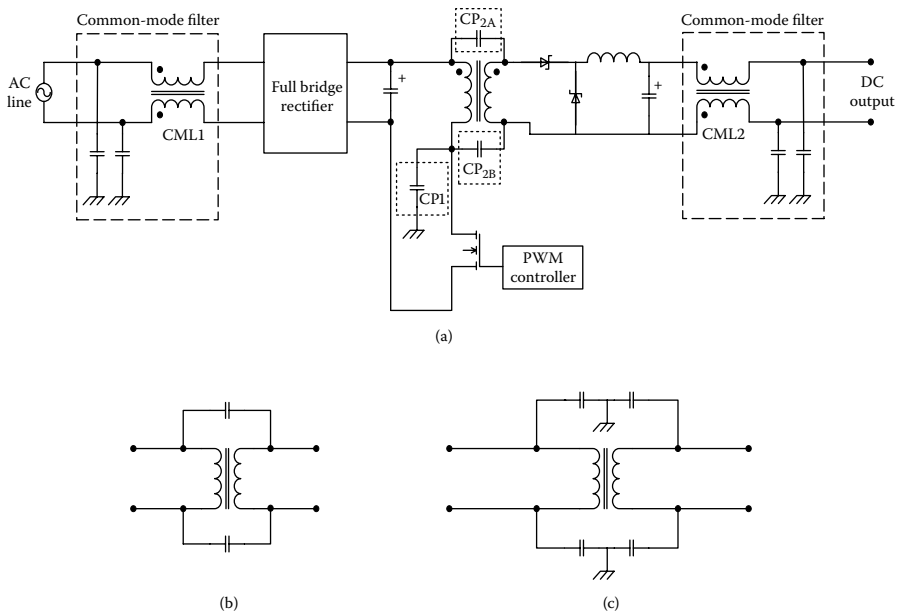 Common-mode filter
CP2A
Common-mode filter
AC
line
CML1
Full bridge
rectifier
+
+
CML2
DC
output
CP2B
CP1
PWM
controller
(a)
(b)
(c)